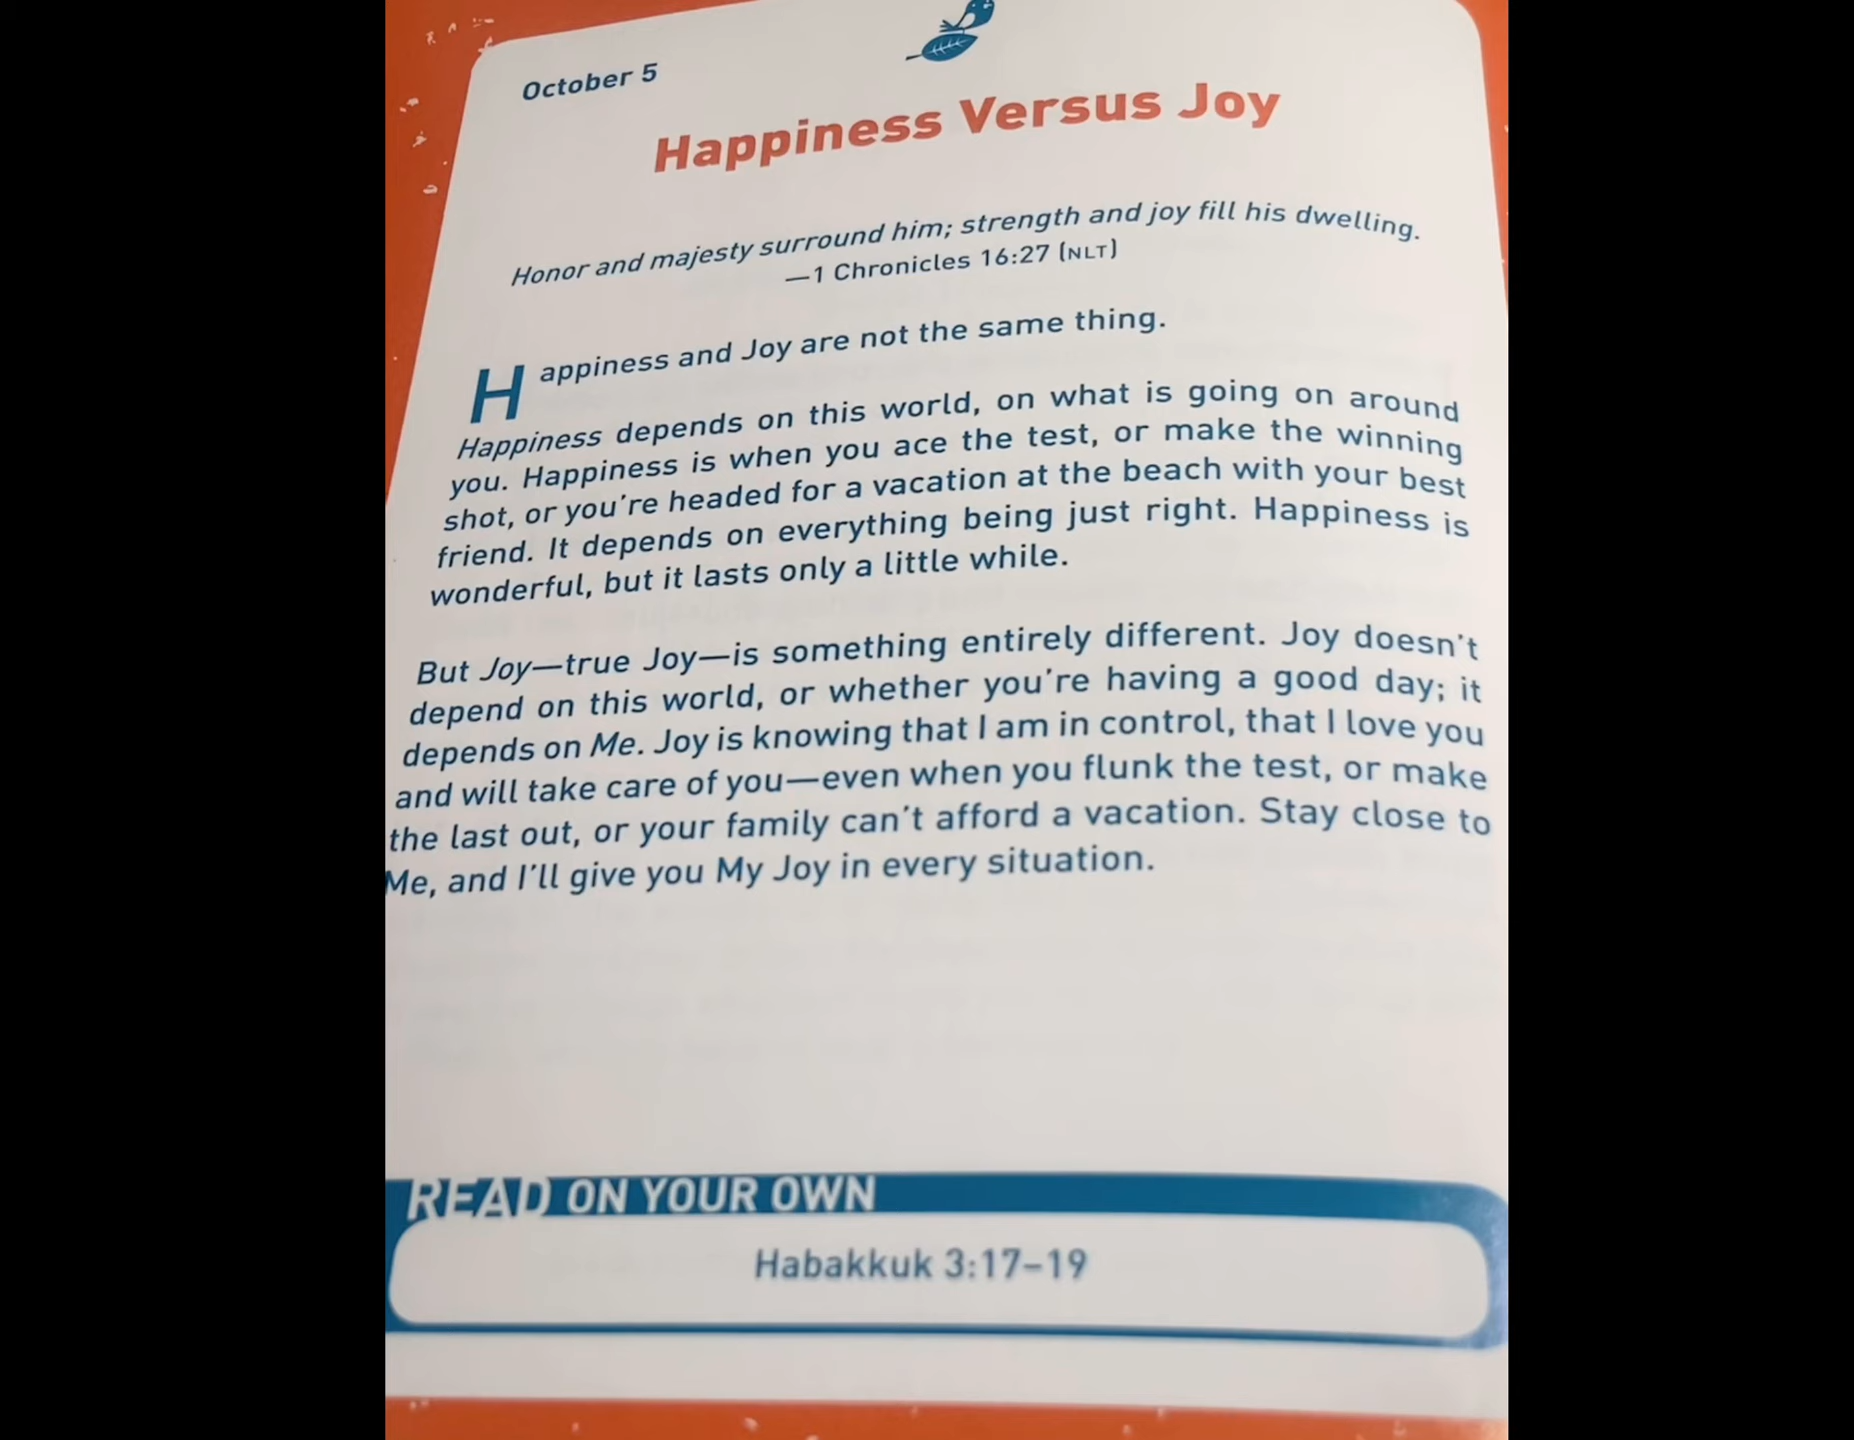 October 5
Happiness Versus Joy
Honor and majesty surround him; strength and joy fill his dwelling.
—1 Chronicles 16:27 (NLT)
Happiness and Joy are not the same thing.
Happiness depends on this world, on what is going on around
you. Happiness is when you ace the test, or make the winning
shot, or you're headed for a vacation at the beach with your best
friend. It depends on everything being just right. Happiness is
wonderful, but it lasts only a little while.
But Joy—true Joy—is something entirely different. Joy doesn't
depend on this world, or whether you're having a good day; it
depends on Me. Joy is knowing that I am in control, that I love you
and will take care of you—even when you flunk the test, or make
the last out, or your family can't afford a vacation. Stay close to
Me, and I'll give you My Joy in every situation.
READ ON YOUR OWN
Habakkuk 3:17–19